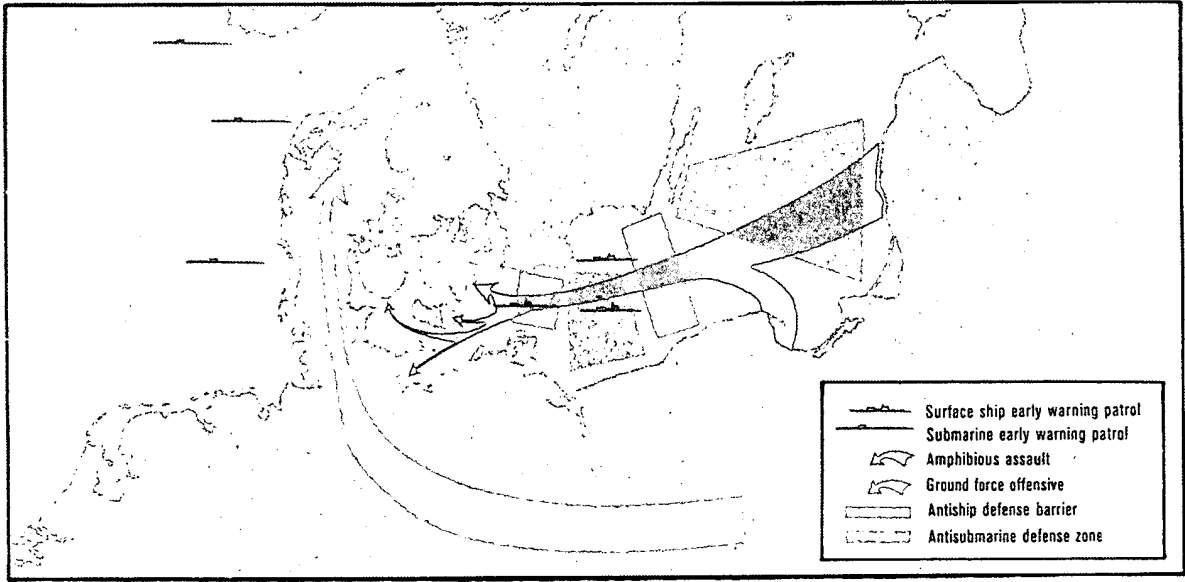 Surface ship early warning patrol
Submarine early warning patrol
Amphibious assault
Ground force offensive
Antiship defense barrier
Antisubmarine defense zone